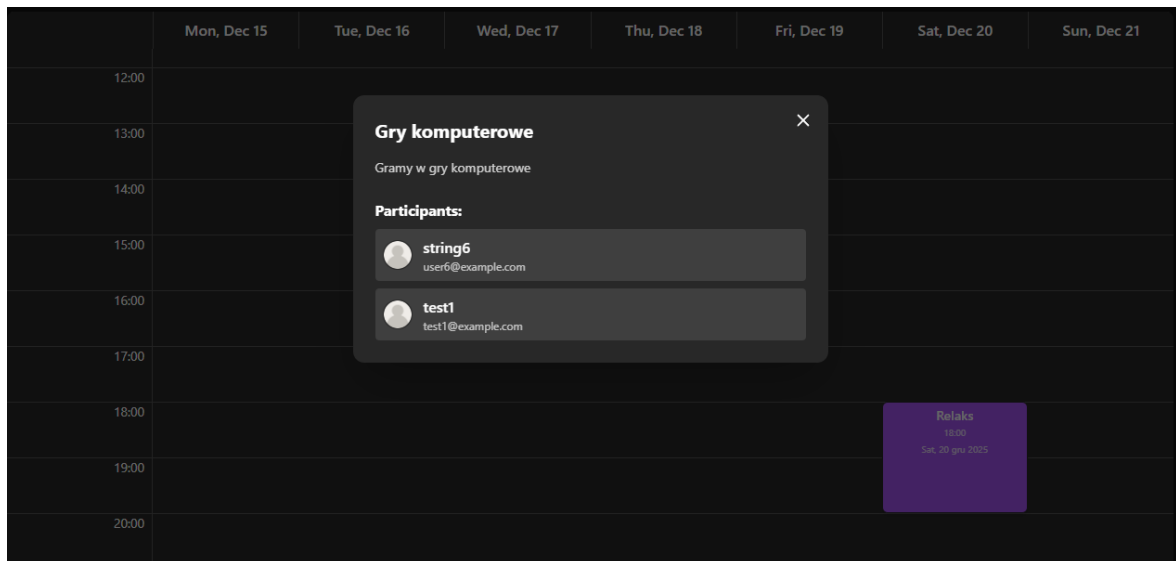 Mon, Dec 15 Tue, Dec 16 Wed, Dec 17 Thu, Dec 18 Fri, Dec 19 Sat, Dec 20 Sun, Dec 21
12:00
13:00
14:00
15:00
16:00
17:00
18:00
19:00
20:00
Gry komputerowe
Gramy w gry komputerowe
Participants:
string6
user6@example.com
test1
test1@example.com
Relaks
18:00
Sat, 20 gru 2025